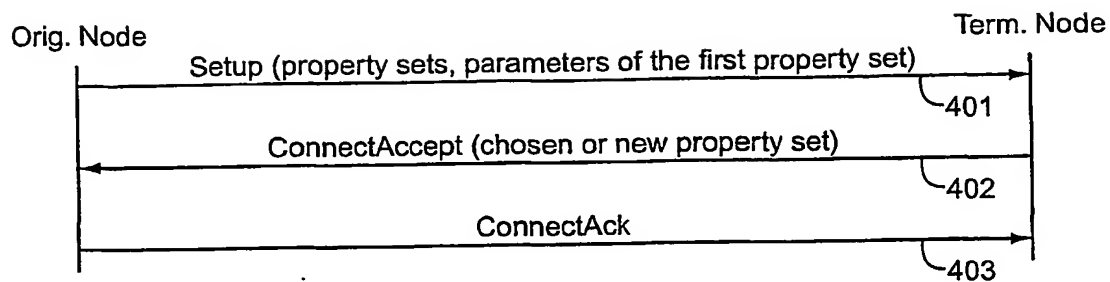 Orig. Node
Term. Node
Setup (property sets, parameters of the first property set)
401
ConnectAccept (chosen or new property set)
402
ConnectAck
403